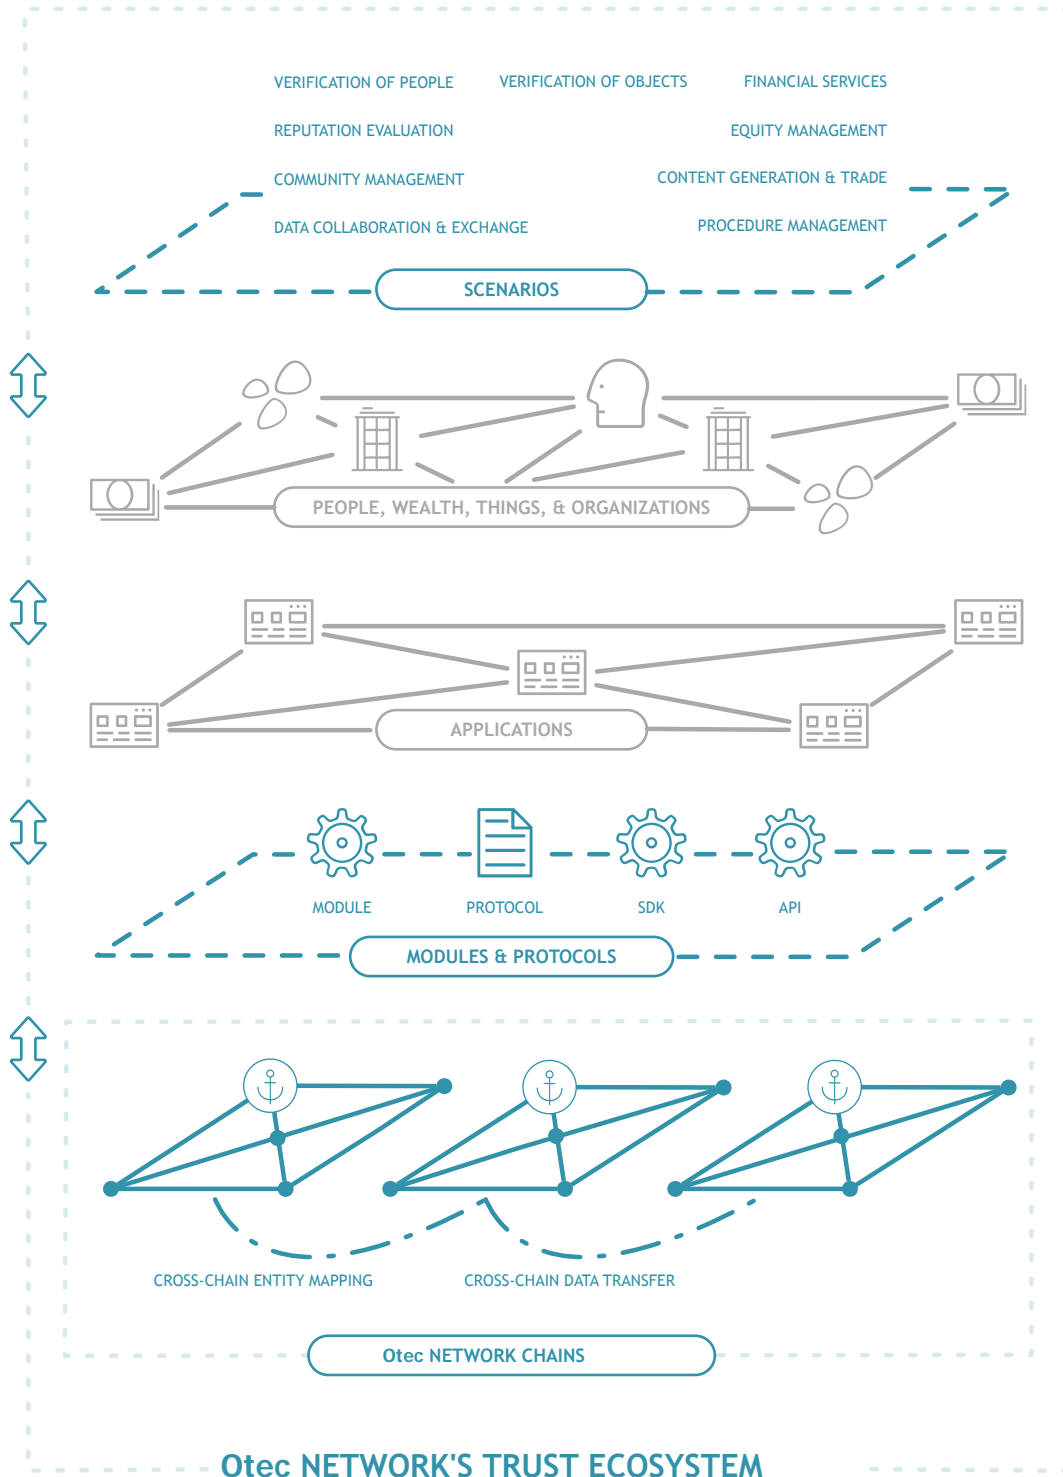 VERIFICATION OF PEOPLE
VERIFICATION OF OBJECTS
FINANCIAL SERVICES
REPUTATION EVALUATION
EQUITY MANAGEMENT
COMMUNITY MANAGEMENT
CONTENT GENERATION & TRADE
DATA COLLABORATION & EXCHANGE
PROCEDURE MANAGEMENT
SCENARIOS
PEOPLE, WEALTH, THINGS, & ORGANIZATIONS
APPLICATIONS
MODULE
PROTOCOL
SDK
API
MODULES & PROTOCOLS
CROSS-CHAIN ENTITY MAPPING
CROSS-CHAIN DATA TRANSFER
Otec NETWORK CHAINS
Otec NETWORK'S TRUST ECOSYSTEM